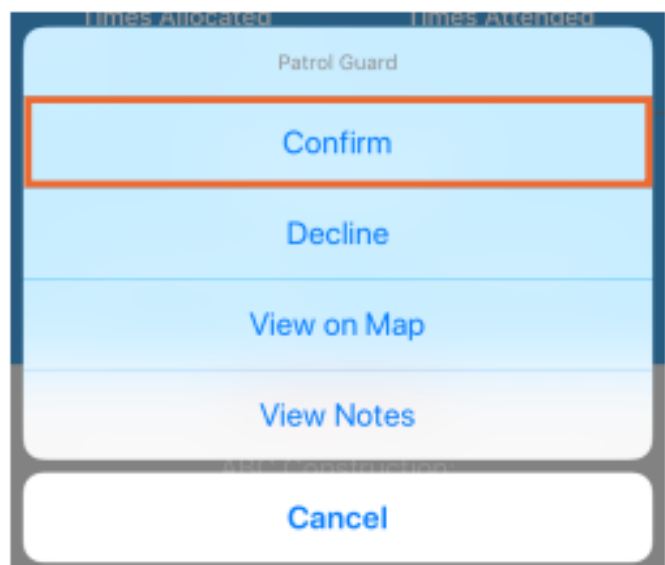 Times Allocated Times Attended
Patrol Guard
Confirm
Decline
View on Map
View Notes
ABC Construction:
Cancel